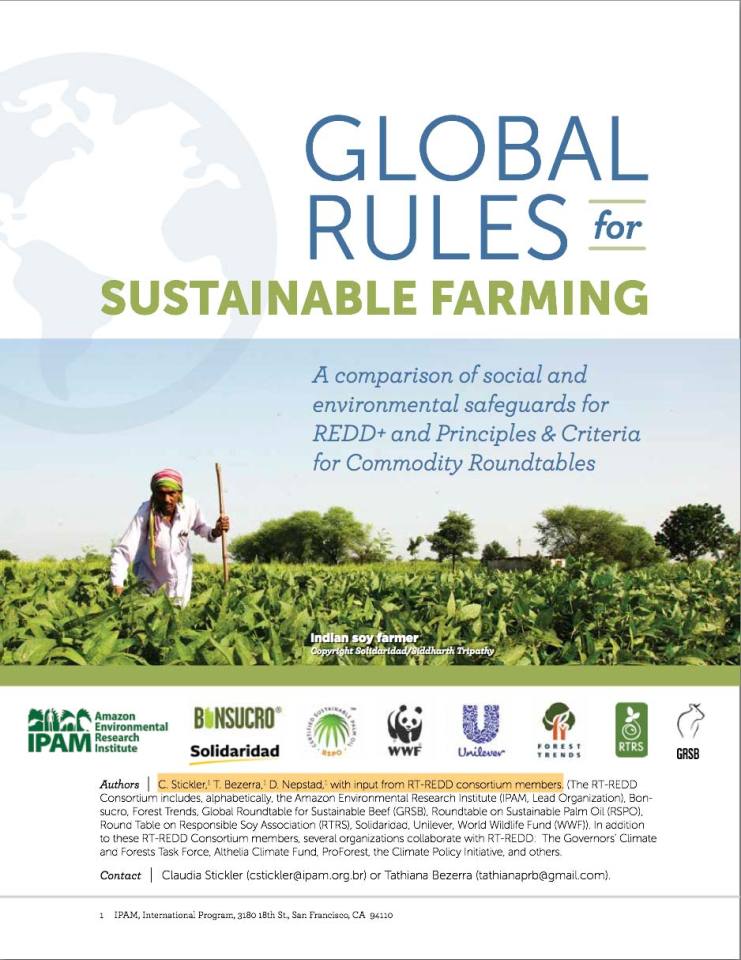 GLOBAL
RULES for
SUSTAINABLE FARMING
A comparison of social and
environmental safeguards for
REDD+ and Principles & Criteria
for Commodity Roundtables
Indian soy farmer
Copyright Solidaridad/Siddharth Tripathy
IPAM Amazon
Environmental
Research
Institute
BONSUCRO®
Solidaridad
CERTIFIED SUSTAINABLE PALM OIL
RSPO
™
WWF
Unilever
FOREST
TRENDS
RTRS
GRSB
Authors | C. Stickler,¹ T. Bezerra,¹ D. Nepstad,¹ with input from RT-REDD consortium members. (The RT-REDD
Consortium includes, alphabetically, the Amazon Environmental Research Institute (IPAM, Lead Organization), Bon-
sucro, Forest Trends, Global Roundtable for Sustainable Beef (GRSB), Roundtable on Sustainable Palm Oil (RSPO),
Round Table on Responsible Soy Association (RTRS), Solidaridad, Unilever, World Wildlife Fund (WWF)). In addition
to these RT-REDD Consortium members, several organizations collaborate with RT-REDD: The Governors' Climate
and Forests Task Force, Althelia Climate Fund, ProForest, the Climate Policy Initiative, and others.
Contact | Claudia Stickler (cstickler@ipam.org.br) or Tathiana Bezerra (tathianaprb@gmail.com).
1 IPAM, International Program, 3180 18th St., San Francisco, CA 94110